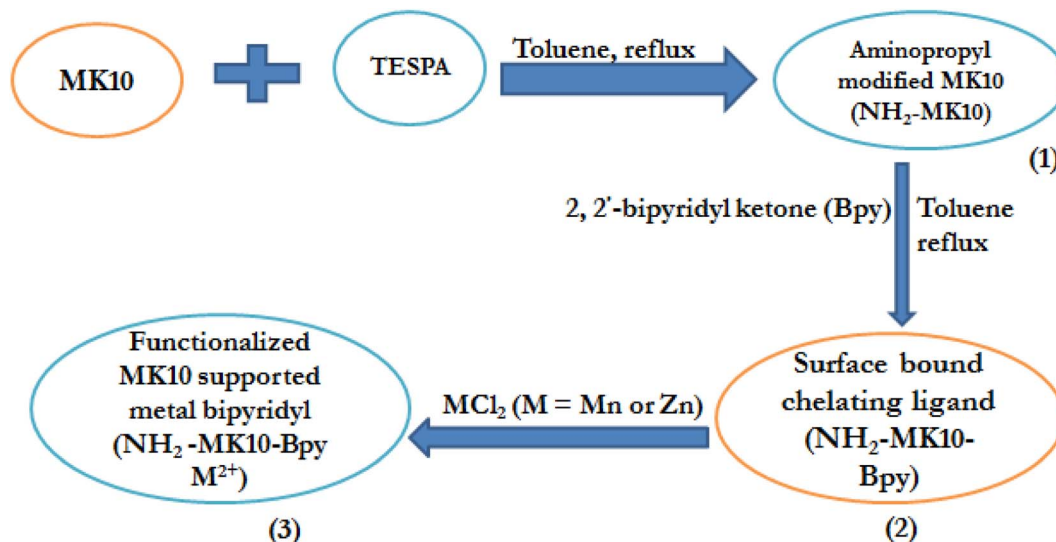 MK10
TESPA
Toluene, reflux
Aminopropyl
modified MK10
(NH₂-MK10)
(1)
2, 2'-bipyridyl ketone (Bpy)
Toluene
reflux
Functionalized
MK10 supported
metal bipyridyl
(NH₂ -MK10-Bpy
M²⁺)
(3)
MCl₂ (M = Mn or Zn)
Surface bound
chelating ligand
(NH₂-MK10-
Bpy)
(2)